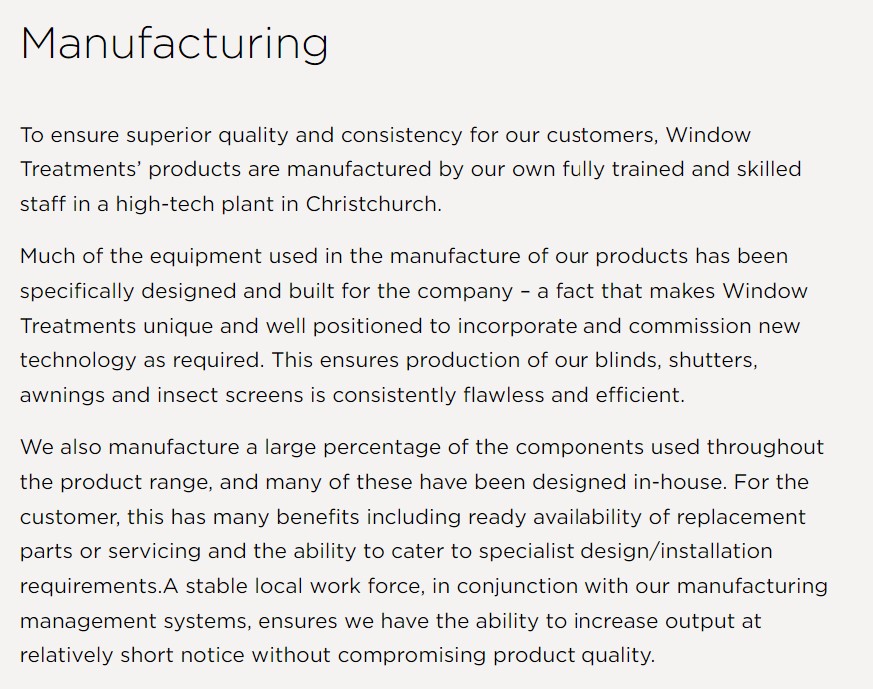 Manufacturing
To ensure superior quality and consistency for our customers, Window
Treatments’ products are manufactured by our own fully trained and skilled
staff in a high-tech plant in Christchurch.
Much of the equipment used in the manufacture of our products has been
specifically designed and built for the company – a fact that makes Window
Treatments unique and well positioned to incorporate and commission new
technology as required. This ensures production of our blinds, shutters,
awnings and insect screens is consistently flawless and efficient.
We also manufacture a large percentage of the components used throughout
the product range, and many of these have been designed in-house. For the
customer, this has many benefits including ready availability of replacement
parts or servicing and the ability to cater to specialist design/installation
requirements.A stable local work force, in conjunction with our manufacturing
management systems, ensures we have the ability to increase output at
relatively short notice without compromising product quality.